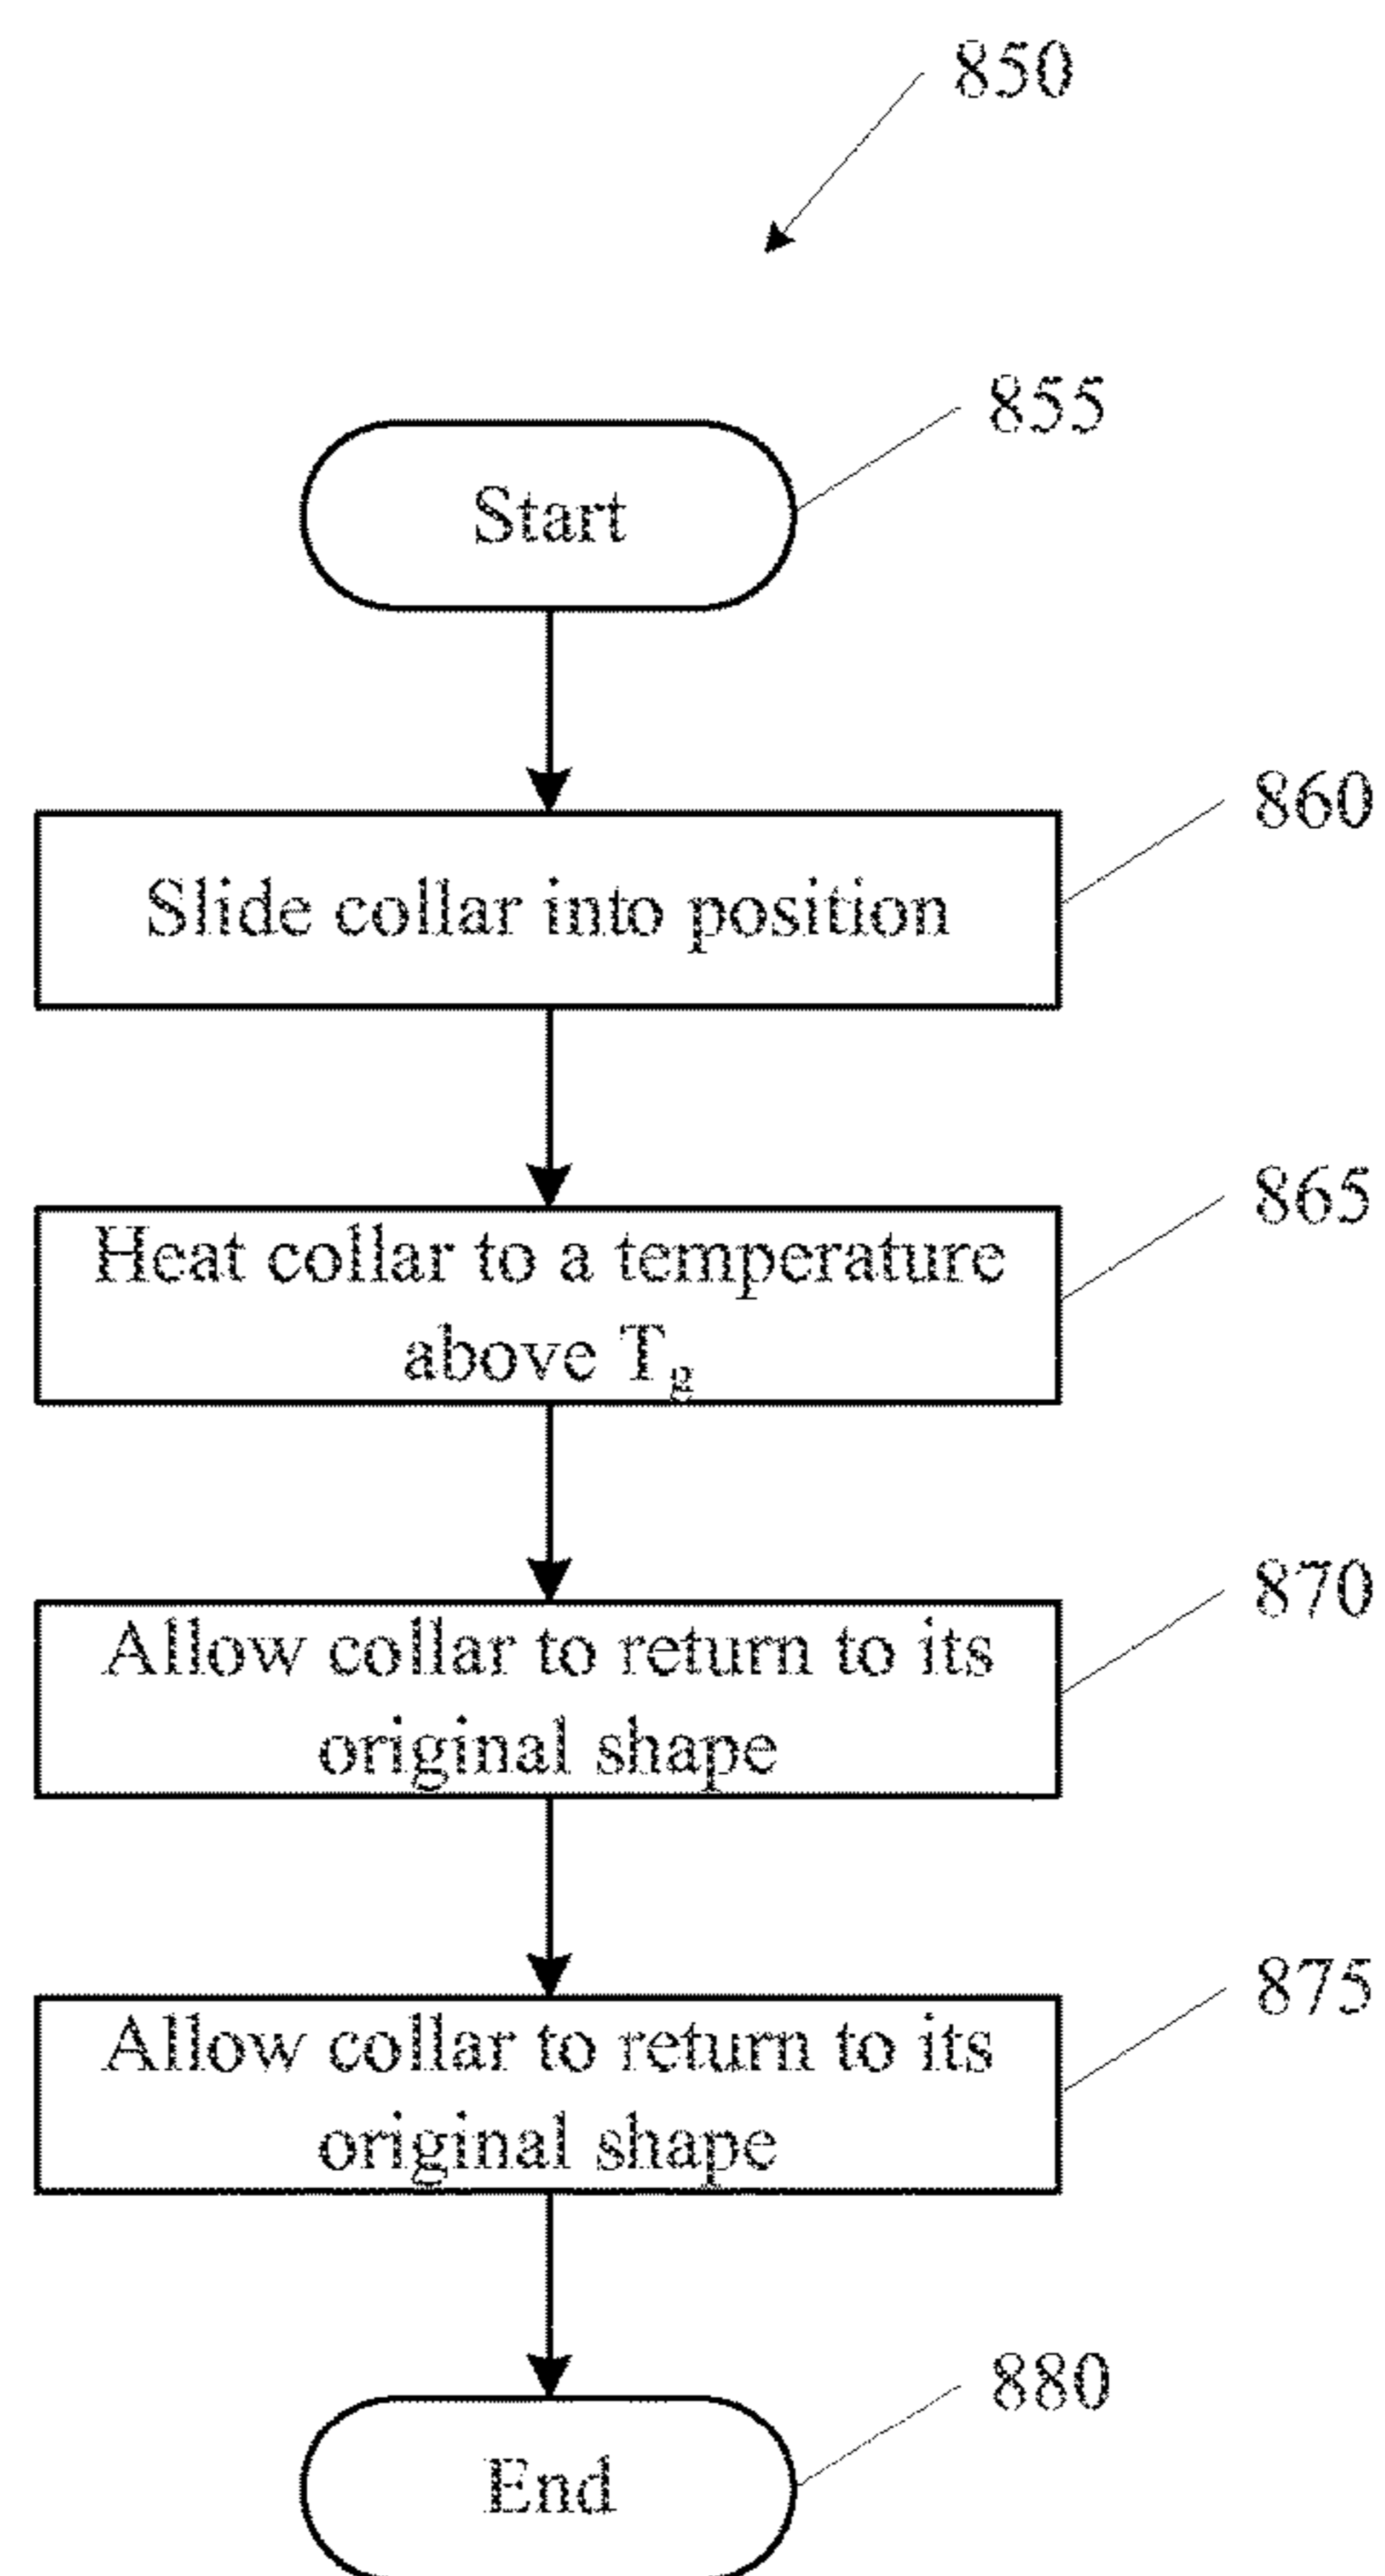 850
855
Start
860
Slide collar into position
865
Heat collar to a temperature
above Tg
870
Allow collar to return to its
original shape
875
Allow collar to return to its
original shape
880
End